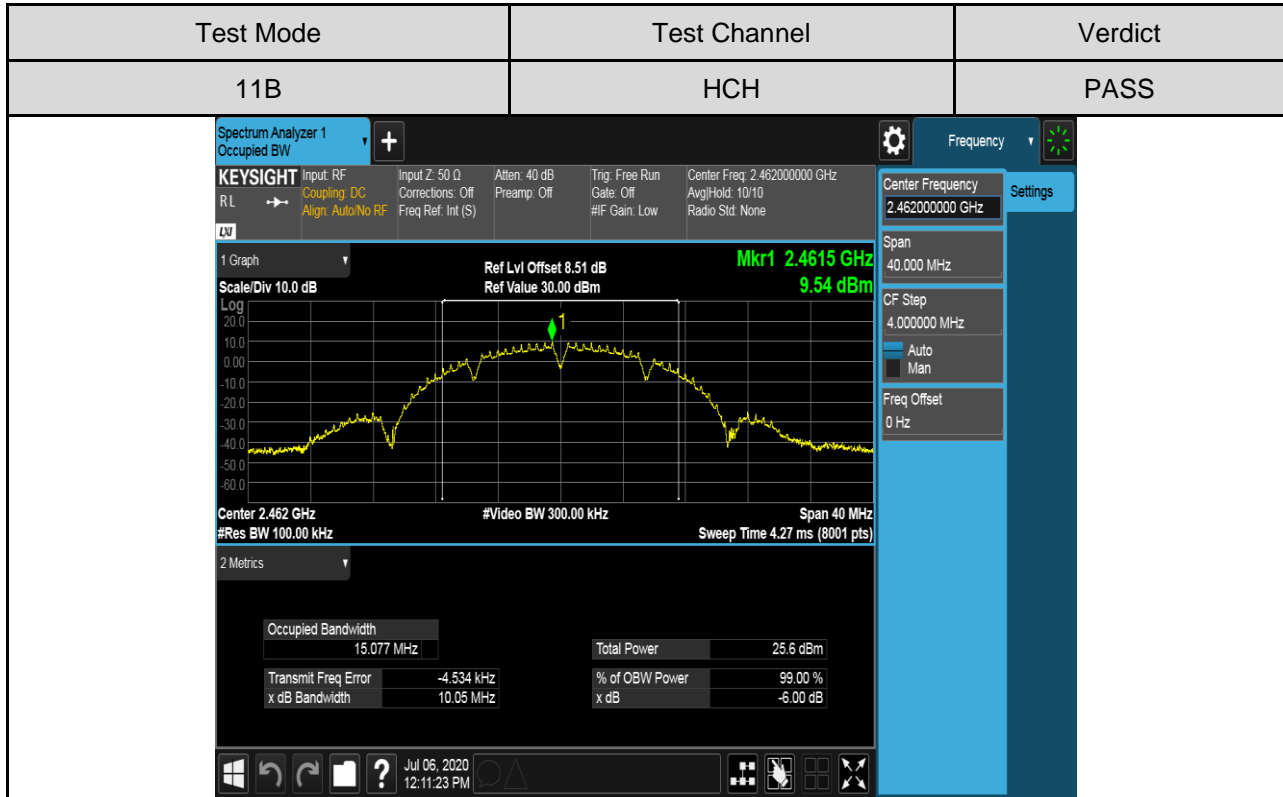 Test Mode Test Channel Verdict
11B HCH PASS
Spectrum Analyzer 1
Occupied BW
+
Frequency
KEYSIGHT Input: RF Input Z: 50 Ω Atten: 40 dB Trig: Free Run Center Freq: 2.462000000 GHz
RL Coupling: DC Corrections: Off Preamp: Off Gate: Off Avg|Hold: 10/10
Align: Auto/No RF Freq Ref: Int (S) #IF Gain: Low Radio Std: None
LXI
Center Frequency
2.462000000 GHz
Settings
Span
40.000 MHz
CF Step
4.000000 MHz
Auto
Man
Freq Offset
0 Hz
1 Graph Ref Lvl Offset 8.51 dB Mkr1 2.4615 GHz
Scale/Div 10.0 dB Ref Value 30.00 dBm 9.54 dBm
Log
20.0
10.0
0.00
-10.0
-20.0
-30.0
-40.0
-50.0
-60.0
1
Center 2.462 GHz #Video BW 300.00 kHz Span 40 MHz
#Res BW 100.00 kHz Sweep Time 4.27 ms (8001 pts)
2 Metrics
Occupied Bandwidth
15.077 MHz Total Power 25.6 dBm
Transmit Freq Error -4.534 kHz % of OBW Power 99.00 %
x dB Bandwidth 10.05 MHz x dB -6.00 dB
? Jul 06, 2020
12:11:23 PM